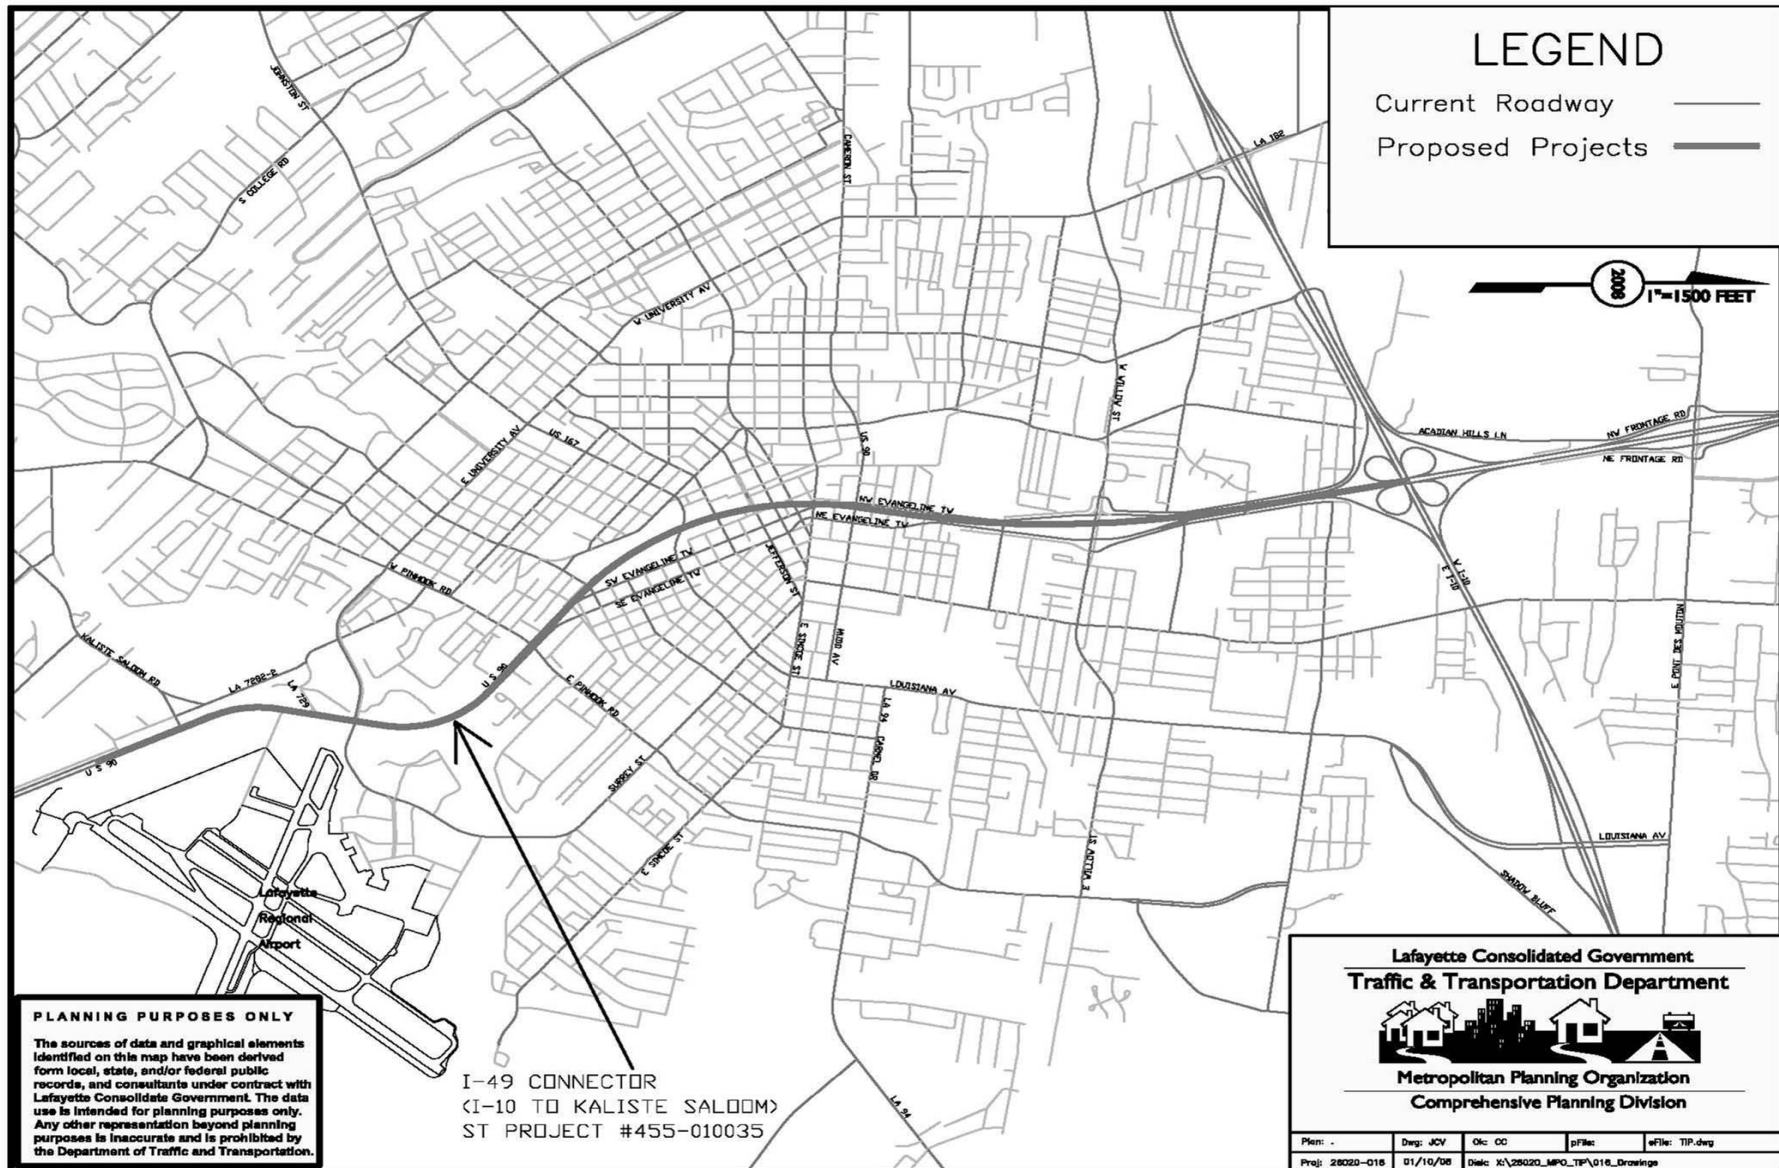 LEGEND
Current Roadway
Proposed Projects
2008
1"=1500 FEET
JOHNSTON ST
S COLLEGE RD
CAMERON ST
LA 182
W UNIVERSITY AV
W WILLOW ST
US 167
E UNIVERSITY AV
US 90
ACADIAN HILLS LN
NW FRONTAGE RD
NE FRONTAGE RD
NW EVANGELINE TW
NE EVANGELINE TW
SW EVANGELINE TW
SE EVANGELINE TW
JEFFERSON ST
W PINHOOK RD
W I-10
E I-10
KALISTE SALOOM RD
LA 729
U S 90
E PINHOOK RD
E SIMCOE ST
MUDD AV
LOUISIANA AV
E PONT DES MOUTON
LA 94 CARMEL DR
U S 90
SURREY ST
E SIMCOE ST
E WILLOW ST
LOUISIANA AV
SHADOW BLUFF
Lafayette
Regional
Airport
LA 94
I-49 CONNECTOR
(I-10 TO KALISTE SALOOM)
ST PROJECT #455-010035
PLANNING PURPOSES ONLY
The sources of data and graphical elements
identified on this map have been derived
form local, state, and/or federal public
records, and consultants under contract with
Lafayette Consolidate Government. The data
use is intended for planning purposes only.
Any other representation beyond planning
purposes is inaccurate and is prohibited by
the Department of Traffic and Transportation.
Lafayette Consolidated Government
Traffic & Transportation Department
Metropolitan Planning Organization
Comprehensive Planning Division
Plan: .
Dwg: JCV
Ok: CC
pFile:
eFile: TIP.dwg
Proj: 26020-016
01/10/08
Disk: X:\26020_MPO_TIP\016_Drawings